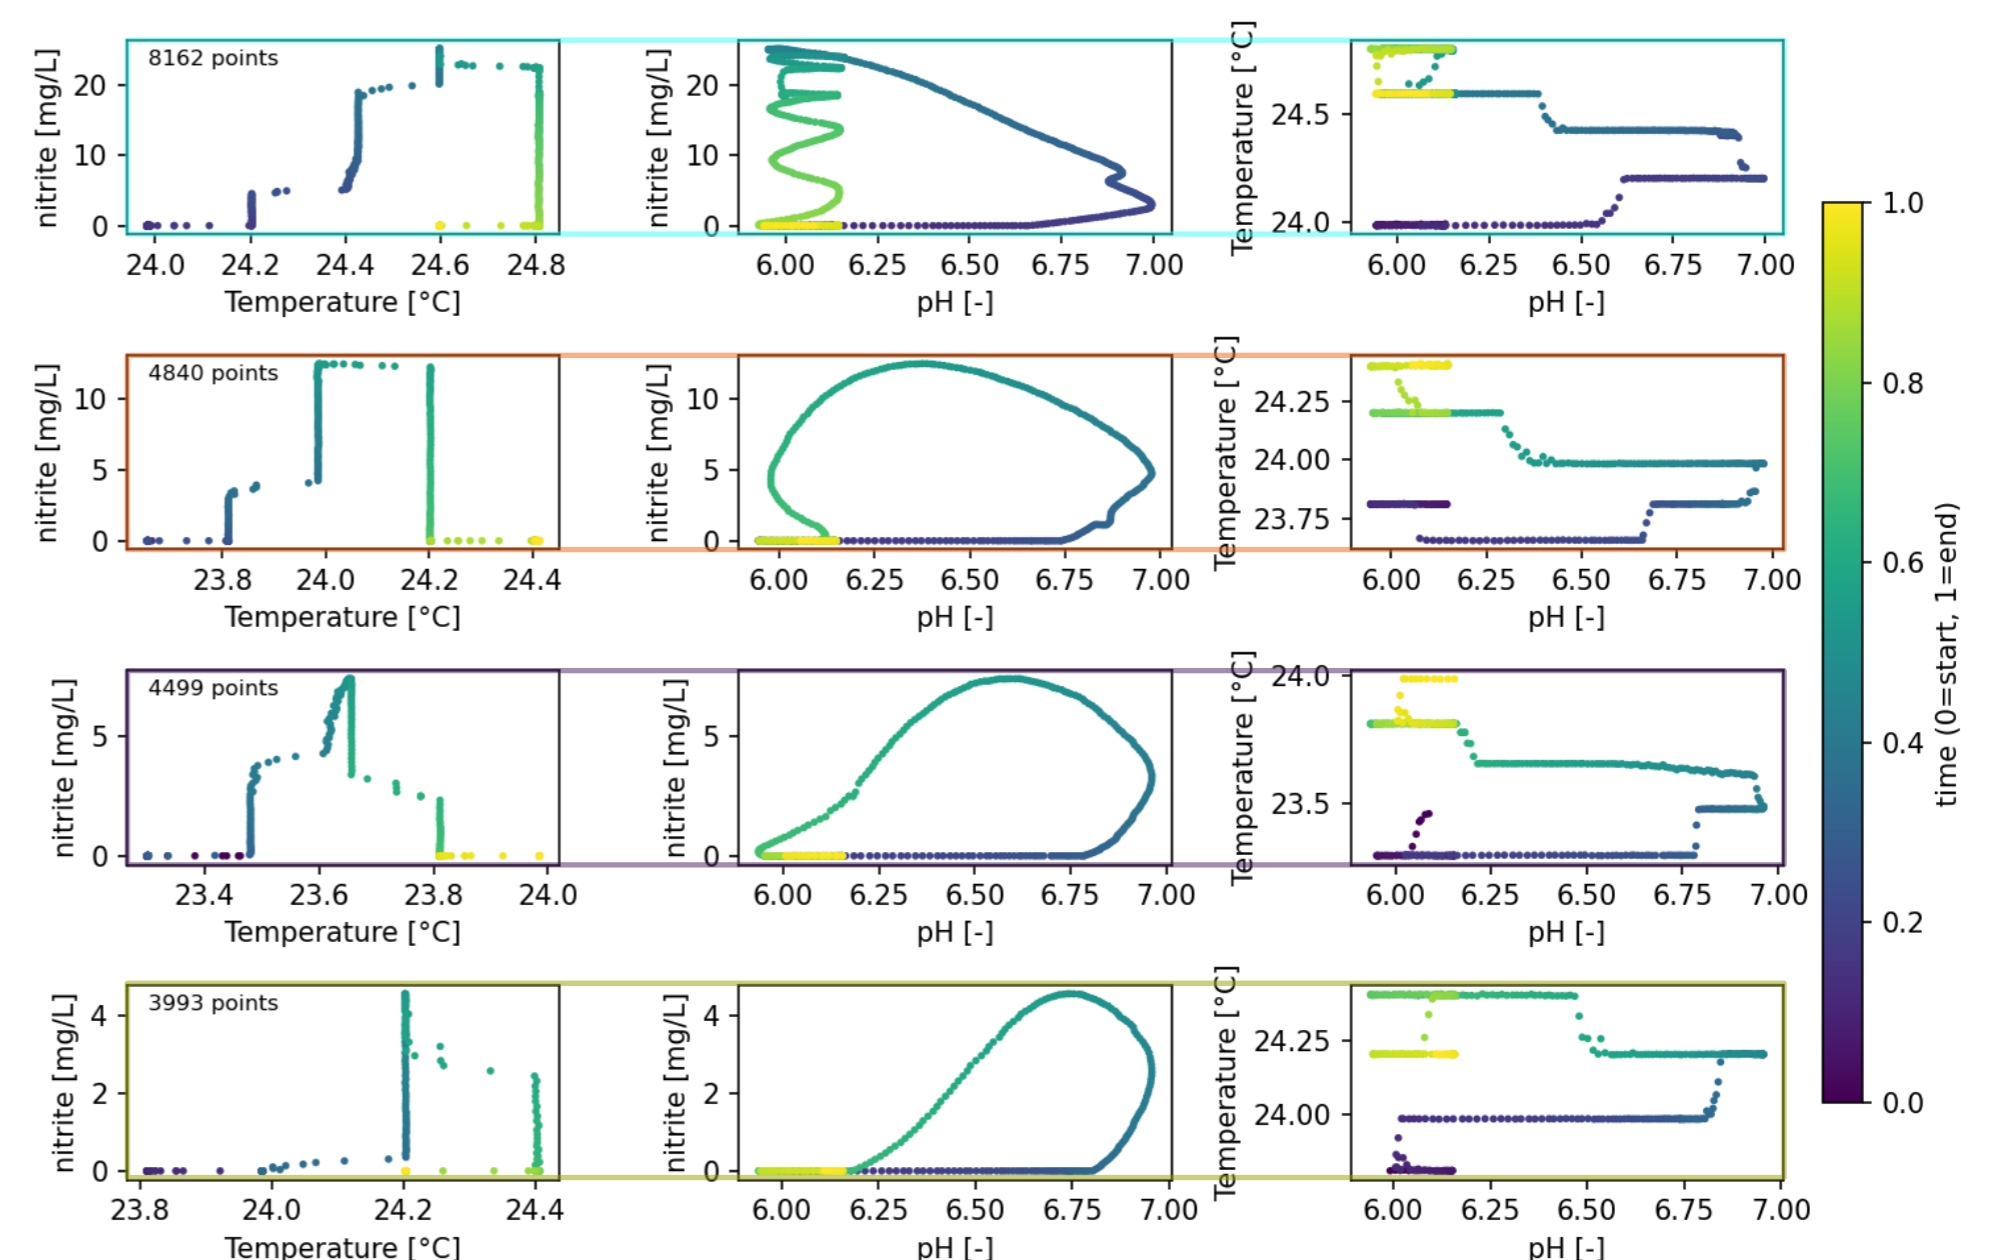 8162 points
nitrite [mg/L]
20
10
0
24.0 24.2 24.4 24.6 24.8
Temperature [°C]
nitrite [mg/L]
20
10
0
6.00 6.25 6.50 6.75 7.00
pH [-]
Temperature [°C]
24.5
24.0
6.00 6.25 6.50 6.75 7.00
pH [-]
4840 points
nitrite [mg/L]
10
5
0
23.8 24.0 24.2 24.4
Temperature [°C]
nitrite [mg/L]
10
5
0
6.00 6.25 6.50 6.75 7.00
pH [-]
Temperature [°C]
24.25
24.00
23.75
6.00 6.25 6.50 6.75 7.00
pH [-]
4499 points
nitrite [mg/L]
5
0
23.4 23.6 23.8 24.0
Temperature [°C]
nitrite [mg/L]
5
0
6.00 6.25 6.50 6.75 7.00
pH [-]
Temperature [°C]
24.0
23.5
6.00 6.25 6.50 6.75 7.00
pH [-]
3993 points
nitrite [mg/L]
4
2
0
23.8 24.0 24.2 24.4
Temperature [°C]
nitrite [mg/L]
4
2
0
6.00 6.25 6.50 6.75 7.00
pH [-]
Temperature [°C]
24.25
24.00
6.00 6.25 6.50 6.75 7.00
pH [-]
1.0
0.8
0.6
0.4
0.2
0.0
time (0=start, 1=end)